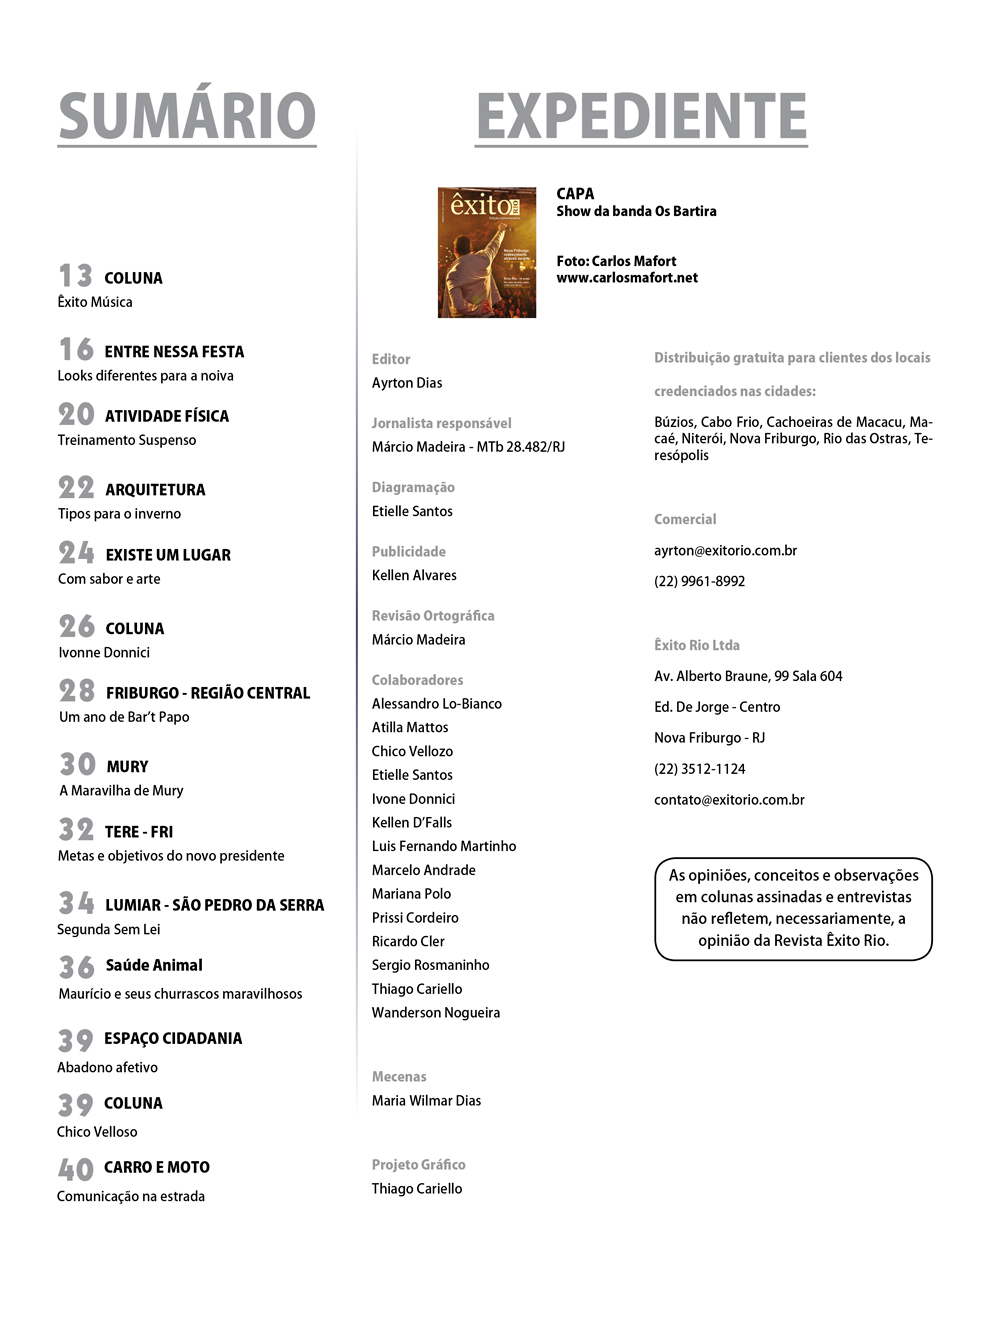 SUMÁRIO
13 COLUNA
Êxito Música
16 ENTRE NESSA FESTA
Looks diferentes para a noiva
20 ATIVIDADE FÍSICA
Treinamento Suspenso
22 ARQUITETURA
Tipos para o inverno
24 EXISTE UM LUGAR
Com sabor e arte
26 COLUNA
Ivonne Donnici
28 FRIBURGO - REGIÃO CENTRAL
Um ano de Bar’t Papo
30 MURY
A Maravilha de Mury
32 TERE - FRI
Metas e objetivos do novo presidente
34 LUMIAR - SÃO PEDRO DA SERRA
Segunda Sem Lei
36 Saúde Animal
Maurício e seus churrascos maravilhosos
39 ESPAÇO CIDADANIA
Abadono afetivo
39 COLUNA
Chico Velloso
40 CARRO E MOTO
Comunicação na estrada
EXPEDIENTE
êxito
RIO
CAPA
Show da banda Os Bartira
Foto: Carlos Mafort
www.carlosmafort.net
Editor
Ayrton Dias
Jornalista responsável
Márcio Madeira - MTb 28.482/RJ
Diagramação
Etielle Santos
Publicidade
Kellen Alvares
Revisão Ortográfica
Márcio Madeira
Colaboradores
Alessandro Lo-Bianco
Atilla Mattos
Chico Vellozo
Etielle Santos
Ivone Donnici
Kellen D’Falls
Luis Fernando Martinho
Marcelo Andrade
Mariana Polo
Prissi Cordeiro
Ricardo Cler
Sergio Rosmaninho
Thiago Cariello
Wanderson Nogueira
Mecenas
Maria Wilmar Dias
Projeto Gráfico
Thiago Cariello
Distribuição gratuita para clientes dos locais
credenciados nas cidades:
Búzios, Cabo Frio, Cachoeiras de Macacu, Ma-
caé, Niterói, Nova Friburgo, Rio das Ostras, Te-
resópolis
Comercial
ayrton@exitorio.com.br
(22) 9961-8992
Êxito Rio Ltda
Av. Alberto Braune, 99 Sala 604
Ed. De Jorge - Centro
Nova Friburgo - RJ
(22) 3512-1124
contato@exitorio.com.br
As opiniões, conceitos e observações
em colunas assinadas e entrevistas
não refletem, necessariamente, a
opinião da Revista Êxito Rio.